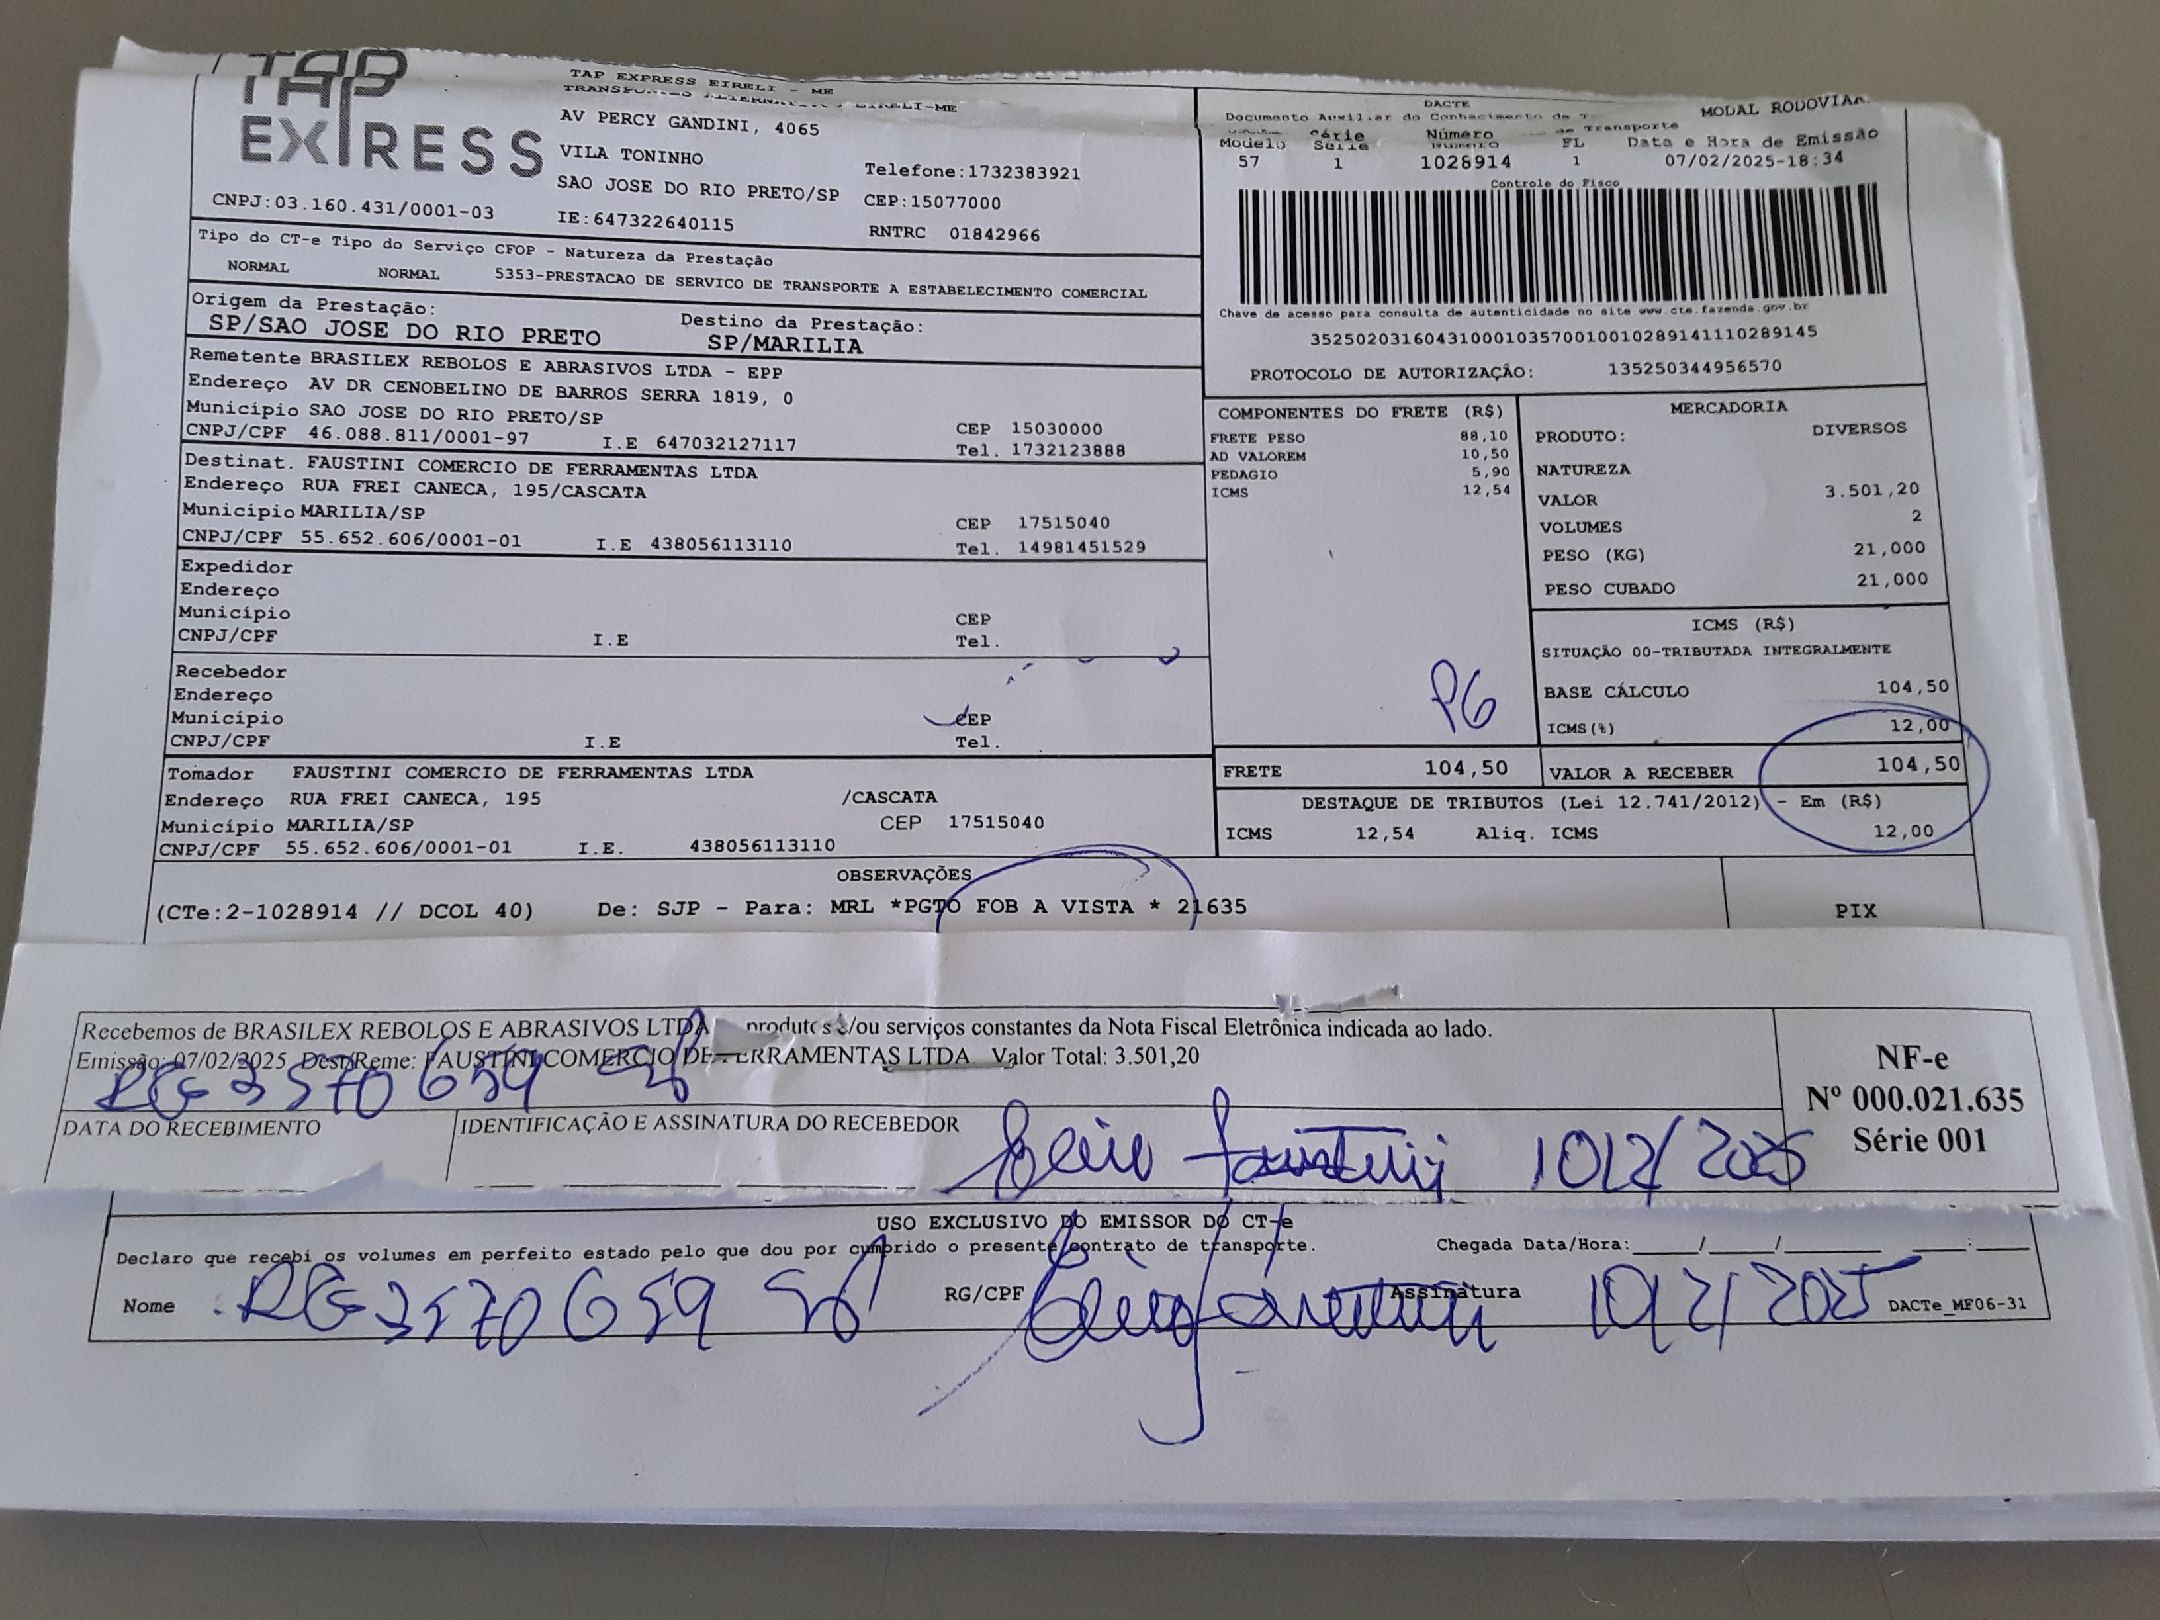 TAP
EXPRESS
TAP EXPRESS EIRELI - ME
AV PERCY GANDINI, 4065
VILA TONINHO
Telefone:1732383921
SAO JOSE DO RIO PRETO/SP CEP:15077000
CNPJ:03.160.431/0001-03 IE:647322640115 RNTRC 01842966
DACTE
MODAL RODOVIAR
Modelo Série Número FL Data e Hora de Emissão
57 1 1028914 1 07/02/2025-18:34
Controle do Fisco
Chave de acesso para consulta de autenticidade no site www.cte.fazenda.gov.br
35250203160431000103570010010289141110289145
PROTOCOLO DE AUTORIZAÇÃO: 135250344956570
Tipo do CT-e Tipo do Serviço CFOP - Natureza da Prestação
NORMAL NORMAL 5353-PRESTACAO DE SERVICO DE TRANSPORTE A ESTABELECIMENTO COMERCIAL
Origem da Prestação: Destino da Prestação:
SP/SAO JOSE DO RIO PRETO SP/MARILIA
Remetente BRASILEX REBOLOS E ABRASIVOS LTDA - EPP
Endereço AV DR CENOBELINO DE BARROS SERRA 1819, 0
Município SAO JOSE DO RIO PRETO/SP CEP 15030000
CNPJ/CPF 46.088.811/0001-97 I.E 647032127117 Tel. 1732123888
Destinat. FAUSTINI COMERCIO DE FERRAMENTAS LTDA
Endereço RUA FREI CANECA, 195/CASCATA
Município MARILIA/SP CEP 17515040
CNPJ/CPF 55.652.606/0001-01 I.E 438056113110 Tel. 14981451529
Expedidor
Endereço
Município CEP
CNPJ/CPF I.E Tel.
Recebedor
Endereço
Município CEP
CNPJ/CPF I.E Tel.
Tomador FAUSTINI COMERCIO DE FERRAMENTAS LTDA
Endereço RUA FREI CANECA, 195 /CASCATA
Município MARILIA/SP CEP 17515040
CNPJ/CPF 55.652.606/0001-01 I.E. 438056113110
COMPONENTES DO FRETE (R$)
FRETE PESO 88,10
AD VALOREM 10,50
PEDAGIO 5,90
ICMS 12,54
PG
MERCADORIA
PRODUTO: DIVERSOS
NATUREZA
VALOR 3.501,20
VOLUMES 2
PESO (KG) 21,000
PESO CUBADO 21,000
ICMS (R$)
SITUAÇÃO 00-TRIBUTADA INTEGRALMENTE
BASE CÁLCULO 104,50
ICMS(%) 12,00
FRETE 104,50 VALOR A RECEBER 104,50
DESTAQUE DE TRIBUTOS (Lei 12.741/2012) - Em (R$)
ICMS 12,54 Aliq. ICMS 12,00
OBSERVAÇÕES
(CTe:2-1028914 // DCOL 40) De: SJP - Para: MRL *PGTO FOB A VISTA * 21635
PIX
Recebemos de BRASILEX REBOLOS E ABRASIVOS LTDA produtos e/ou serviços constantes da Nota Fiscal Eletrônica indicada ao lado.
Emissão: 07/02/2025 Dest/Reme: FAUSTINI COMERCIO DE FERRAMENTAS LTDA Valor Total: 3.501,20
RG 3570659 SP
DATA DO RECEBIMENTO IDENTIFICAÇÃO E ASSINATURA DO RECEBEDOR
Faustini 10/2/2025
NF-e
Nº 000.021.635
Série 001
USO EXCLUSIVO DO EMISSOR DO CT-e
Declaro que recebi os volumes em perfeito estado pelo que dou por cumprido o presente contrato de transporte. Chegada Data/Hora:____/____/______ ___:___
Nome RG 3570659 SP RG/CPF Assinatura 10/2/2025 DACTe_MF06-31